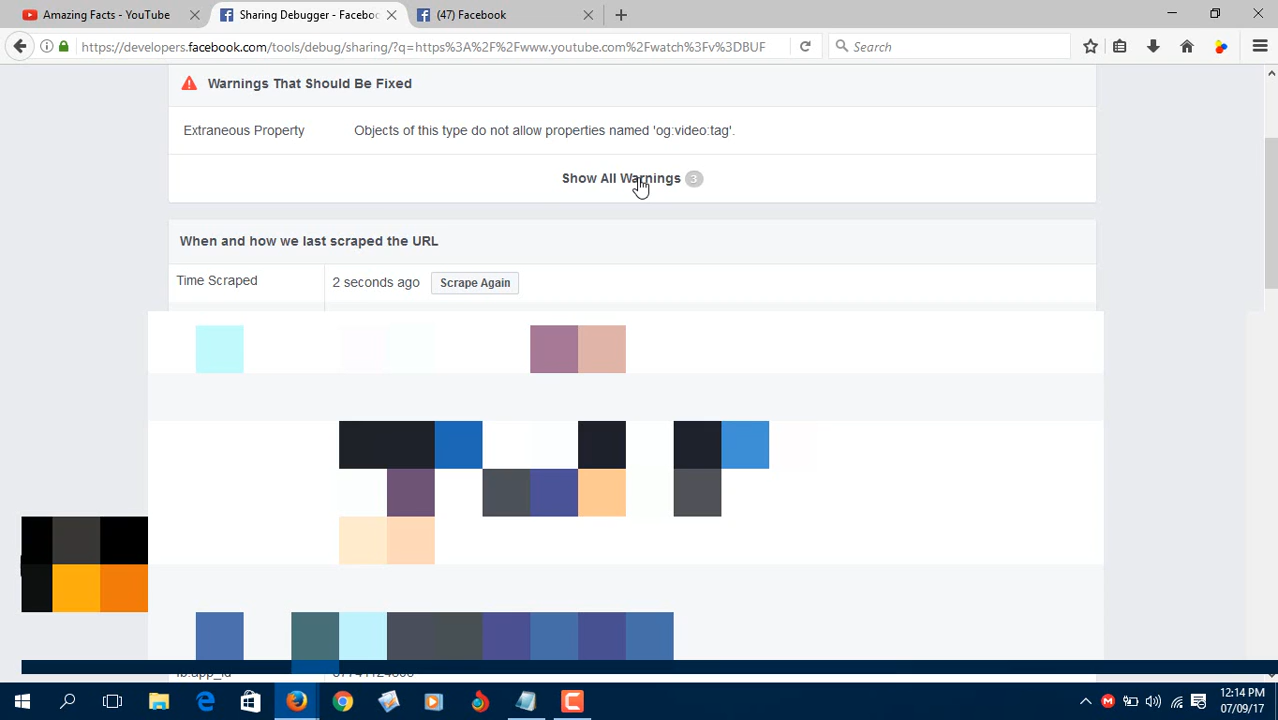 Amazing Facts - YouTube
Sharing Debugger - Faceboo
(47) Facebook
https://developers.facebook.com/tools/debug/sharing/?q=https%3A%2F%2Fwww.youtube.com%2Fwatch%3Fv%3DBUF
Search
Warnings That Should Be Fixed
Extraneous Property
Objects of this type do not allow properties named 'og:video:tag'.
Show All Warnings 3
When and how we last scraped the URL
Time Scraped
2 seconds ago
Scrape Again
fb:app_id
12:14 PM
07/09/17